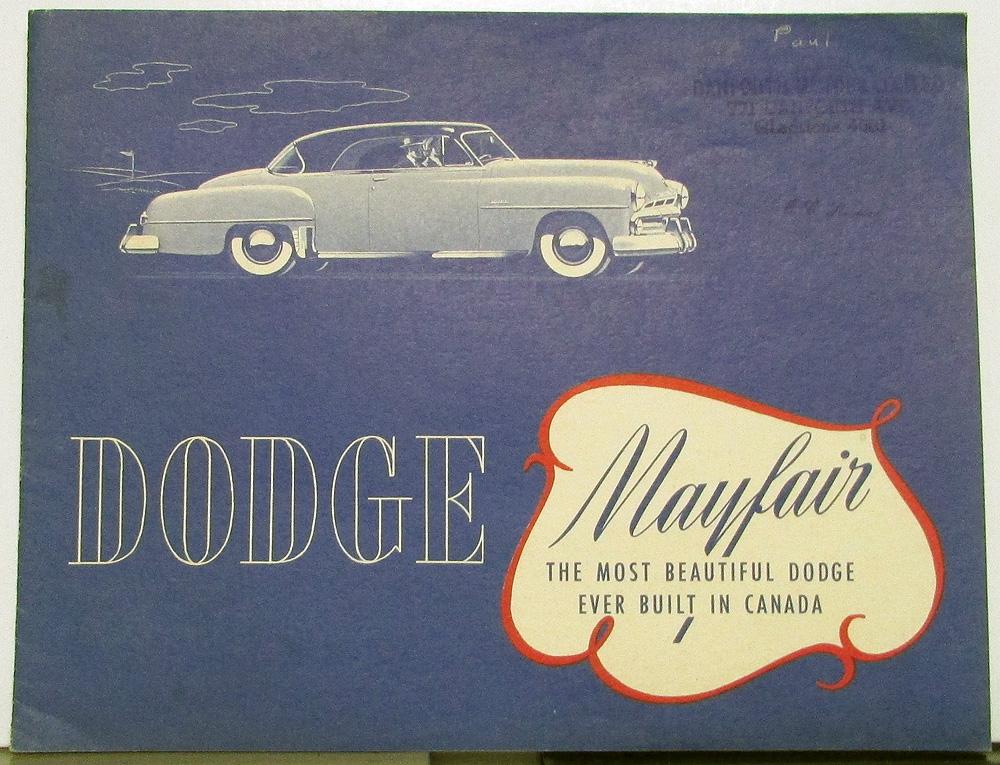 Paul
DODGE
Mayfair
THE MOST BEAUTIFUL DODGE
EVER BUILT IN CANADA